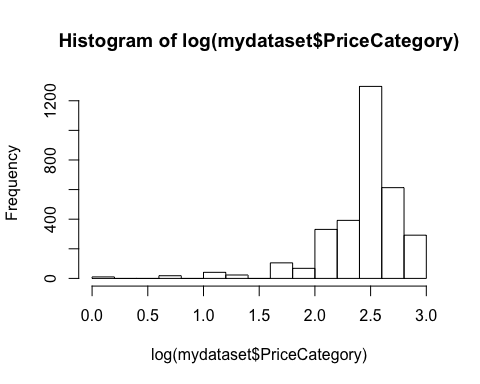 Histogram of log(mydataset$PriceCategory)
Frequency
1200
800
400
0
0.0 0.5 1.0 1.5 2.0 2.5 3.0
log(mydataset$PriceCategory)